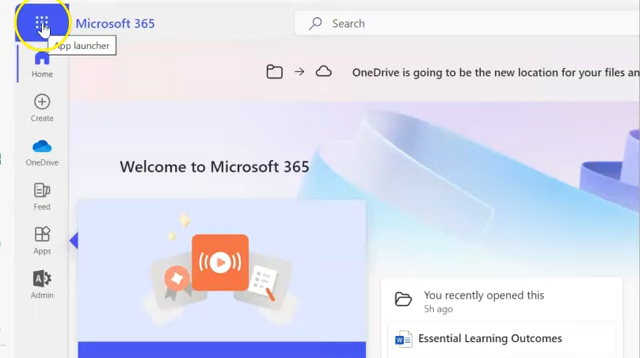 Microsoft 365
Search
App launcher
Home
OneDrive is going to be the new location for your files an
Create
OneDrive
Welcome to Microsoft 365
Feed
Apps
Admin
You recently opened this
5h ago
Essential Learning Outcomes